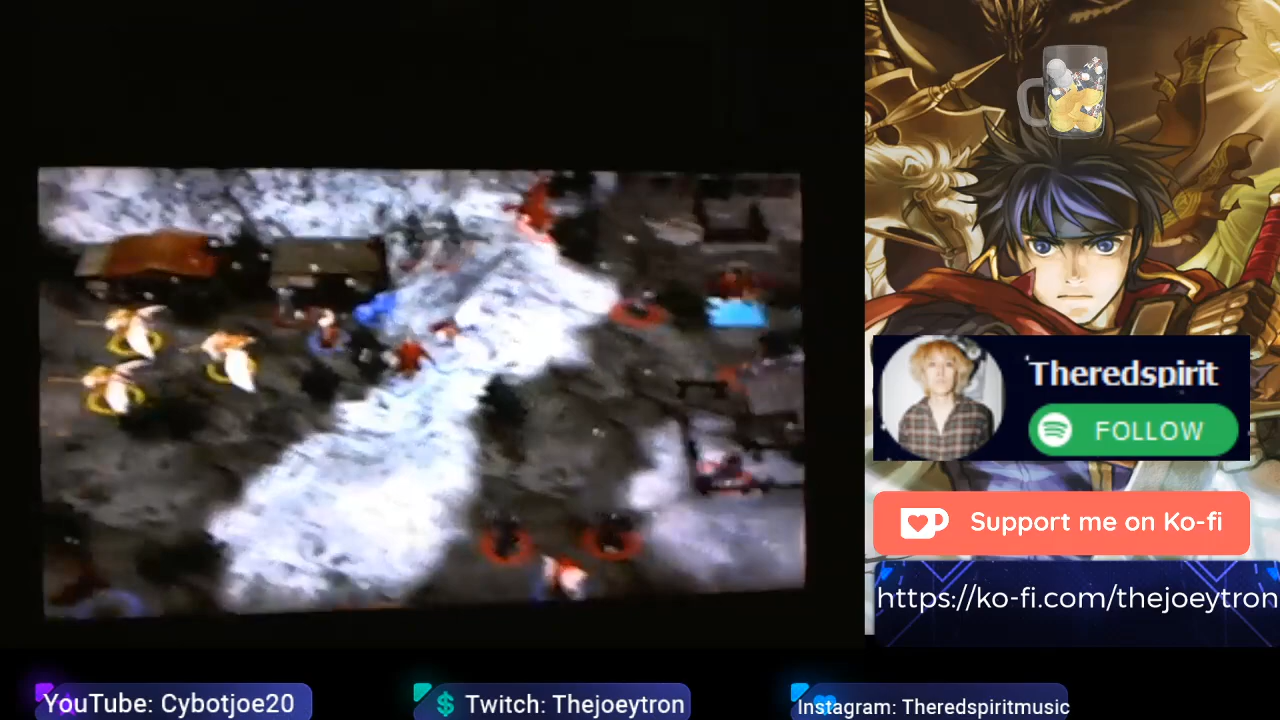 Theredspirit
FOLLOW
Support me on Ko-fi
https://ko-fi.com/thejoeytron
YouTube: Cybotjoe20
Twitch: Thejoeytron
Instagram: Theredspiritmusic